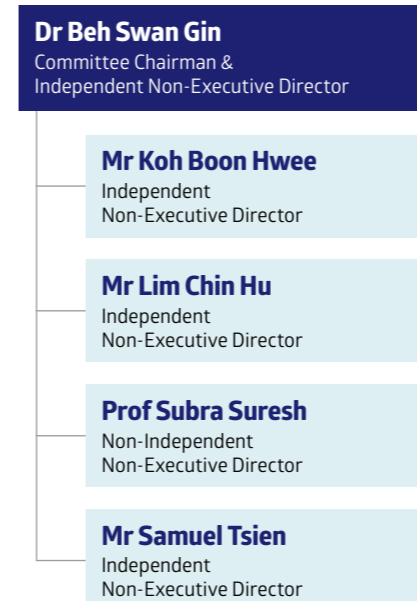 Dr Beh Swan Gin
Committee Chairman &
Independent Non-Executive Director
Mr Koh Boon Hwee
Independent
Non-Executive Director
Mr Lim Chin Hu
Independent
Non-Executive Director
Prof Subra Suresh
Non-Independent
Non-Executive Director
Mr Samuel Tsien
Independent
Non-Executive Director